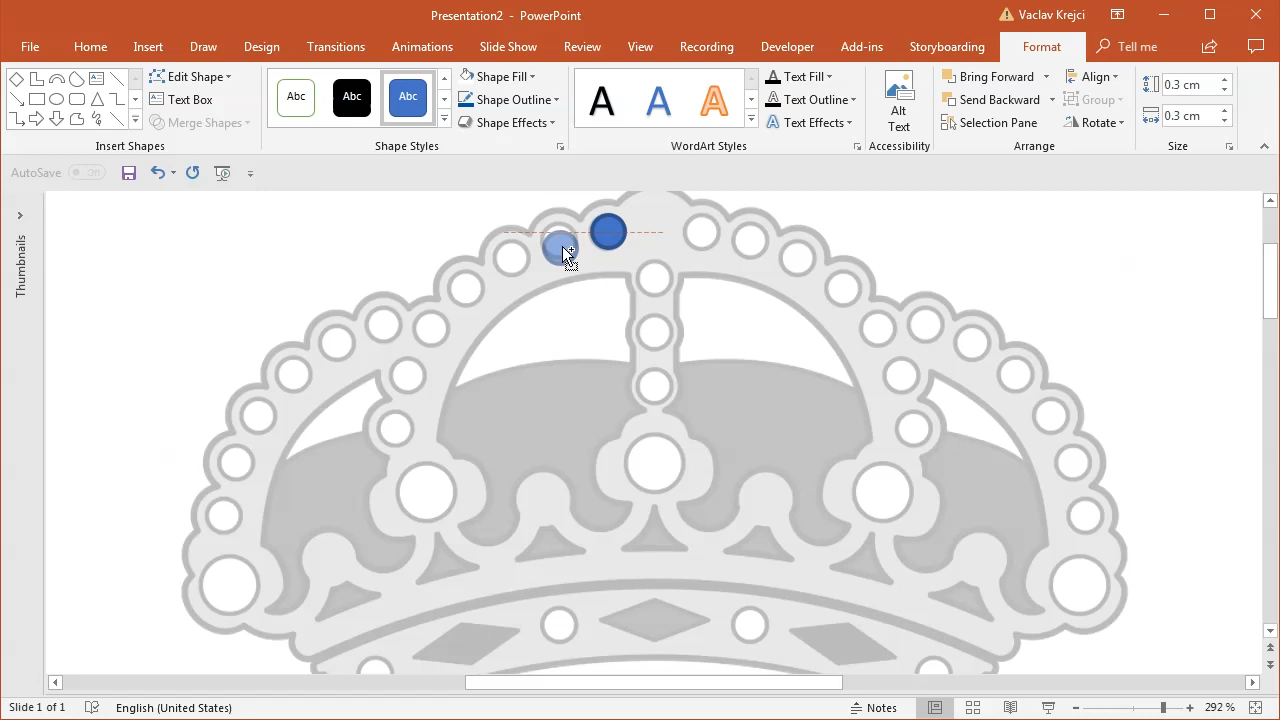 Presentation2 - PowerPoint
Vaclav Krejci
File Home Insert Draw Design Transitions Animations Slide Show Review View Recording Developer Add-ins Storyboarding Format Tell me
Edit Shape
Text Box
Merge Shapes
Insert Shapes
Abc Abc Abc
Shape Fill
Shape Outline
Shape Effects
Shape Styles
A A A
Text Fill
Text Outline
Text Effects
WordArt Styles
Alt
Text
Accessibility
Bring Forward
Send Backward
Selection Pane
Align
Group
Rotate
Arrange
0.3 cm
0.3 cm
Size
AutoSave Off
Thumbnails
Slide 1 of 1
English (United States)
Notes
292 %